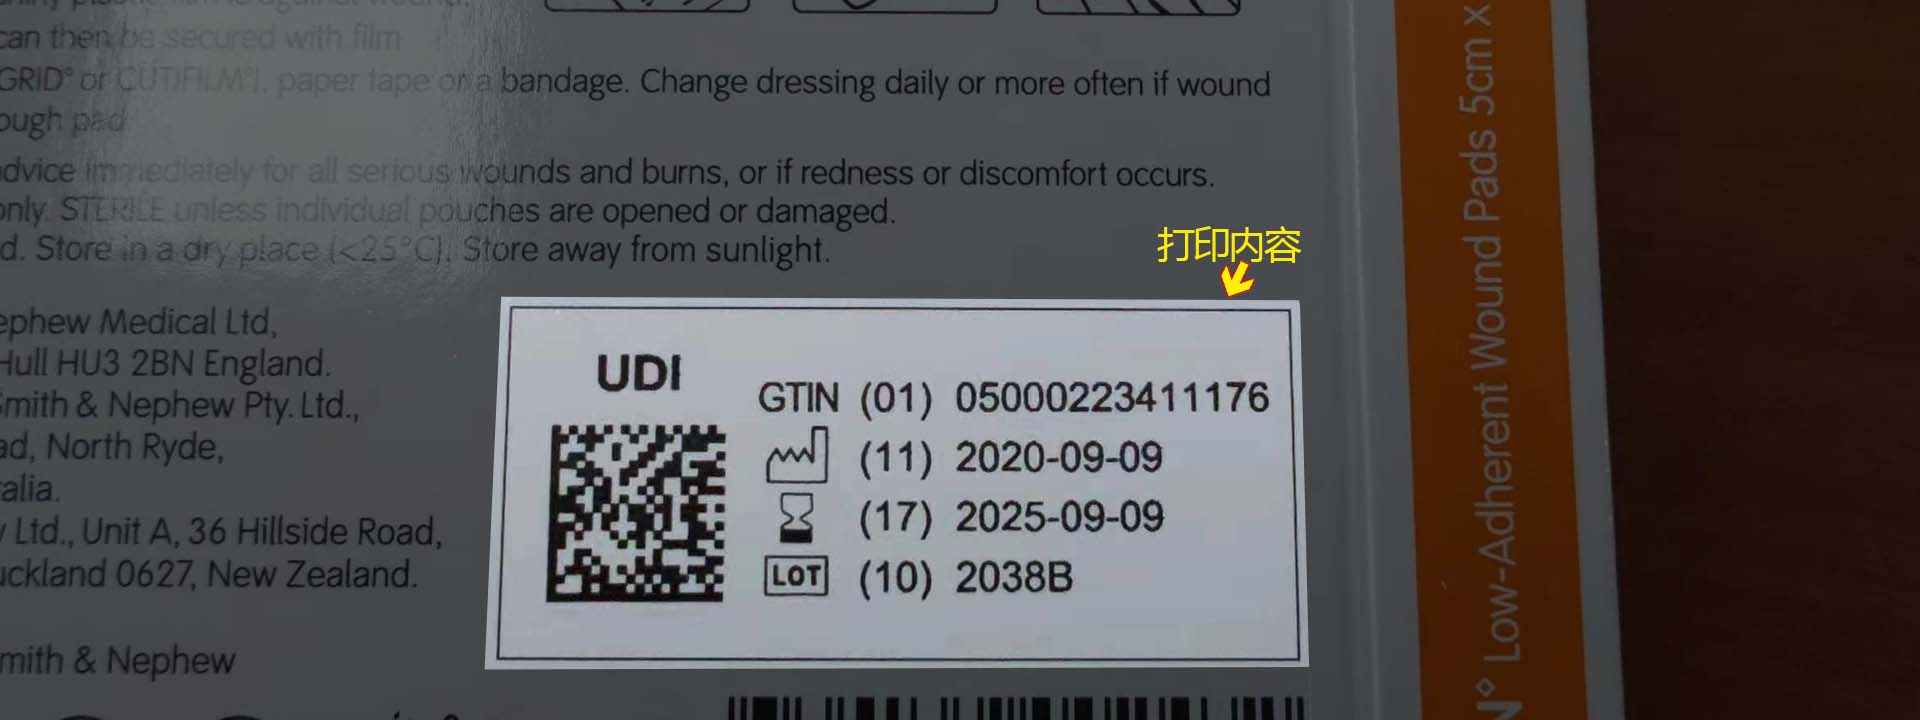 can then be secured with film
GRID° or CUTIFILM°), paper tape or a bandage. Change dressing daily or more often if wound
ough pad
dvice immediately for all serious wounds and burns, or if redness or discomfort occurs.
only. STERILE unless individual pouches are opened or damaged.
d. Store in a dry place (<25°C). Store away from sunlight.
打印内容
ephew Medical Ltd,
Hull HU3 2BN England.
Smith & Nephew Pty. Ltd.,
ad, North Ryde,
alia.
y Ltd., Unit A, 36 Hillside Road,
uckland 0627, New Zealand.
mith & Nephew
UDI
GTIN (01) 05000223411176
(11) 2020-09-09
(17) 2025-09-09
LOT (10) 2038B
N° Low-Adherent Wound Pads 5cm x